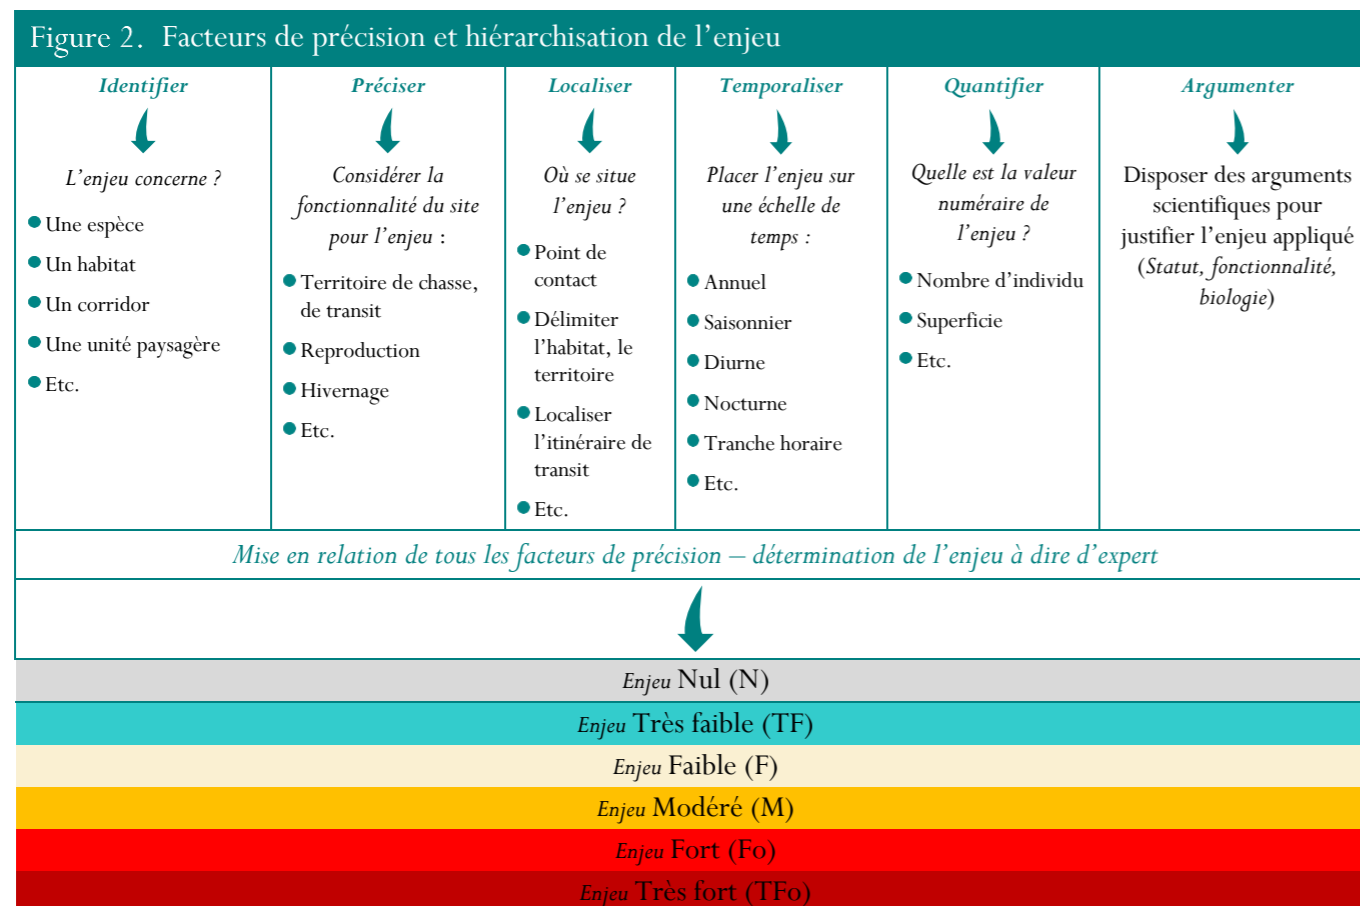 Figure 2. Facteurs de précision et hiérarchisation de l'enjeu
Identifier
L'enjeu concerne ?
Une espèce
Un habitat
Un corridor
Une unité paysagère
Etc.
Préciser
Considérer la
fonctionnalité du site
pour l'enjeu :
Territoire de chasse,
de transit
Reproduction
Hivernage
Etc.
Localiser
Où se situe
l'enjeu ?
Point de
contact
Délimiter
l'habitat, le
territoire
Localiser
l'itinéraire de
transit
Etc.
Temporaliser
Placer l'enjeu sur
une échelle de
temps :
Annuel
Saisonnier
Diurne
Nocturne
Tranche horaire
Etc.
Quantifier
Quelle est la valeur
numéraire de
l'enjeu ?
Nombre d'individu
Superficie
Etc.
Argumenter
Disposer des arguments
scientifiques pour
justifier l'enjeu appliqué
(Statut, fonctionnalité,
biologie)
Mise en relation de tous les facteurs de précision – détermination de l'enjeu à dire d'expert
Enjeu Nul (N)
Enjeu Très faible (TF)
Enjeu Faible (F)
Enjeu Modéré (M)
Enjeu Fort (Fo)
Enjeu Très fort (TFo)